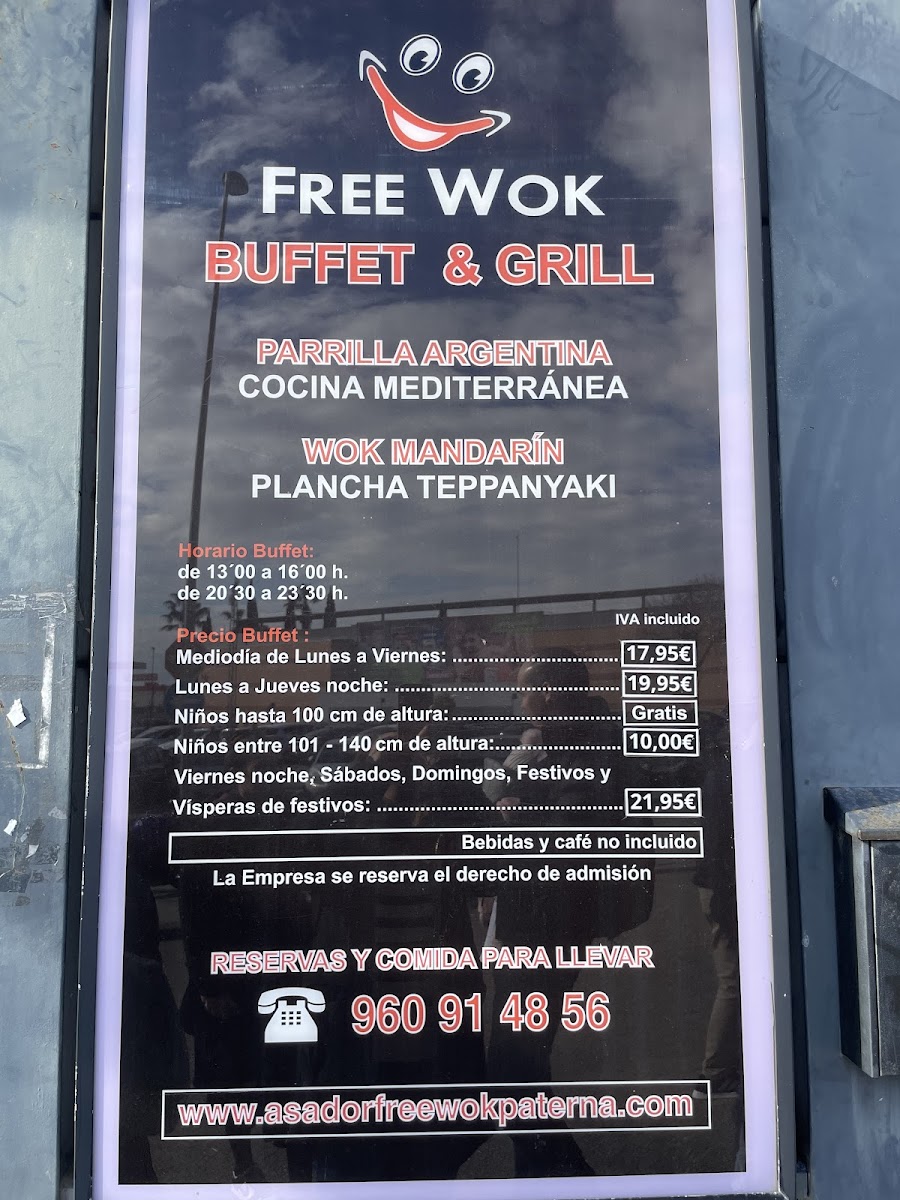 FREE WOK
BUFFET & GRILL
PARRILLA ARGENTINA
COCINA MEDITERRÁNEA
WOK MANDARÍN
PLANCHA TEPPANYAKI
Horario Buffet:
de 13´00 a 16´00 h.
de 20´30 a 23´30 h.
IVA incluido
Precio Buffet :
Mediodía de Lunes a Viernes: ........................... 17,95€
Lunes a Jueves noche: ..................................... 19,95€
Niños hasta 100 cm de altura:........................... Gratis
Niños entre 101 - 140 cm de altura:.................... 10,00€
Viernes noche, Sábados, Domingos, Festivos y
Vísperas de festivos: ........................................ 21,95€
Bebidas y café no incluido
La Empresa se reserva el derecho de admisión
RESERVAS Y COMIDA PARA LLEVAR
960 91 48 56
www.asadorfreewokpaterna.com